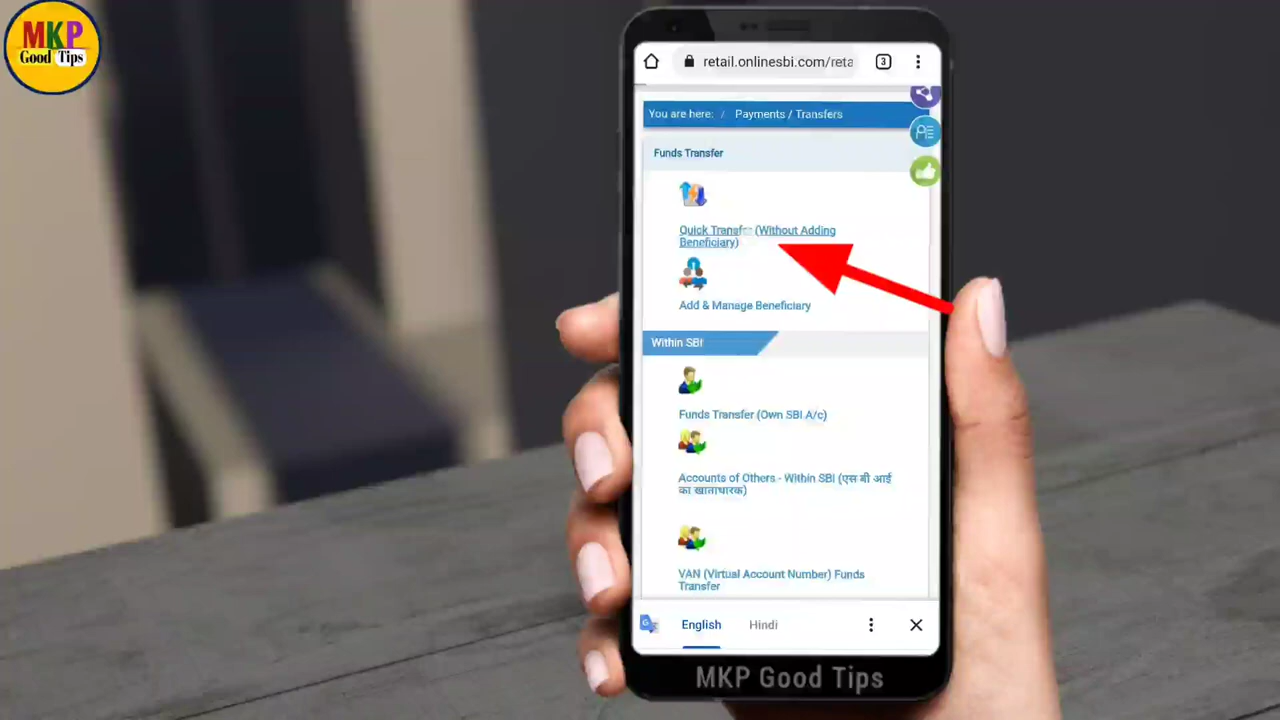 MKP
Good Tips
retail.onlinesbi.com/reta
3
You are here: / Payments / Transfers
Funds Transfer
Quick Transfer (Without Adding
Beneficiary)
Add & Manage Beneficiary
Within SBI
Funds Transfer (Own SBI A/c)
Accounts of Others - Within SBI (एस बी आई
का खाताधारक)
VAN (Virtual Account Number) Funds
Transfer
English Hindi
MKP Good Tips